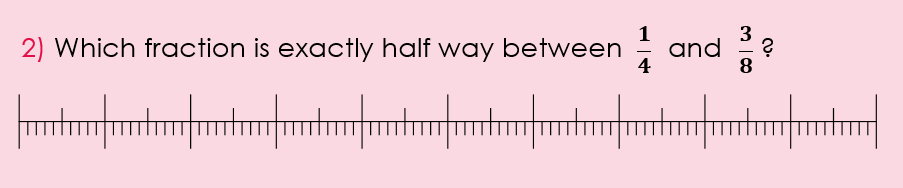 2) Which fraction is exactly half way between 1/4 and 3/8 ?